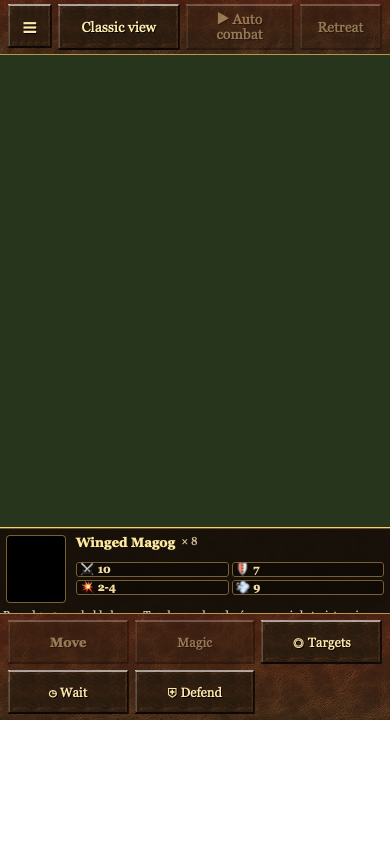 ☰ Classic view ▶ Auto combat Retreat
Winged Magog × 8
10 7
2-4 9
Move Magic Targets
Wait Defend